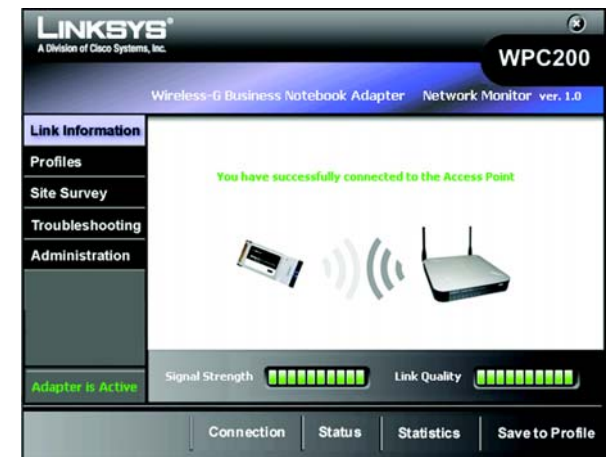 LINKSYS®
A Division of Cisco Systems, Inc.
WPC200
Wireless-G Business Notebook Adapter Network Monitor ver. 1.0
Link Information
Profiles
Site Survey
Troubleshooting
Administration
You have successfully connected to the Access Point
Adapter is Active
Signal Strength
Link Quality
Connection
Status
Statistics
Save to Profile